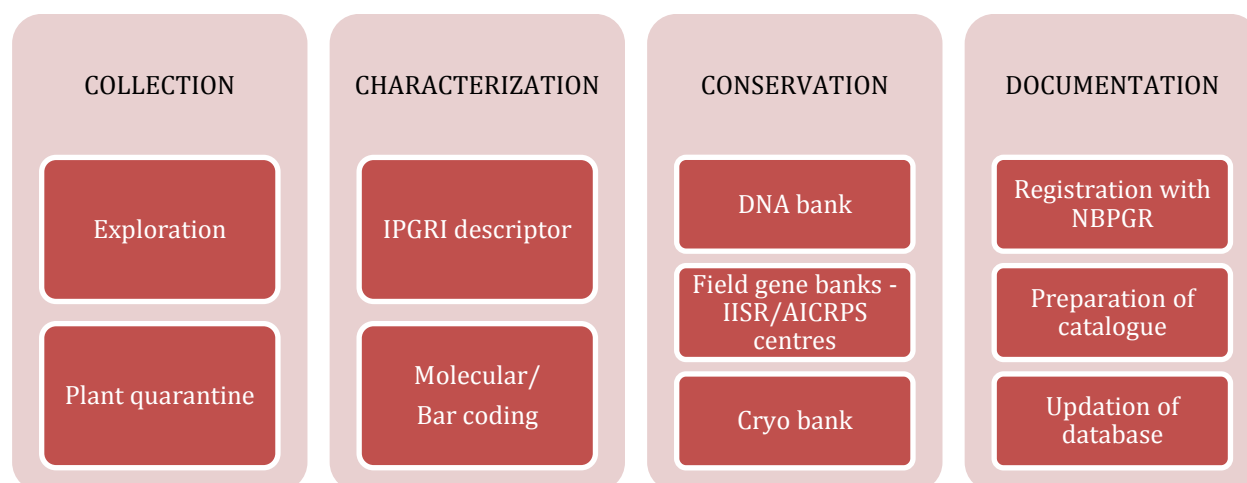 COLLECTION
Exploration
Plant quarantine
CHARACTERIZATION
IPGRI descriptor
Molecular/
Bar coding
CONSERVATION
DNA bank
Field gene banks -
IISR/AICRPS
centres
Cryo bank
DOCUMENTATION
Registration with
NBPGR
Preparation of
catalogue
Updation of
database